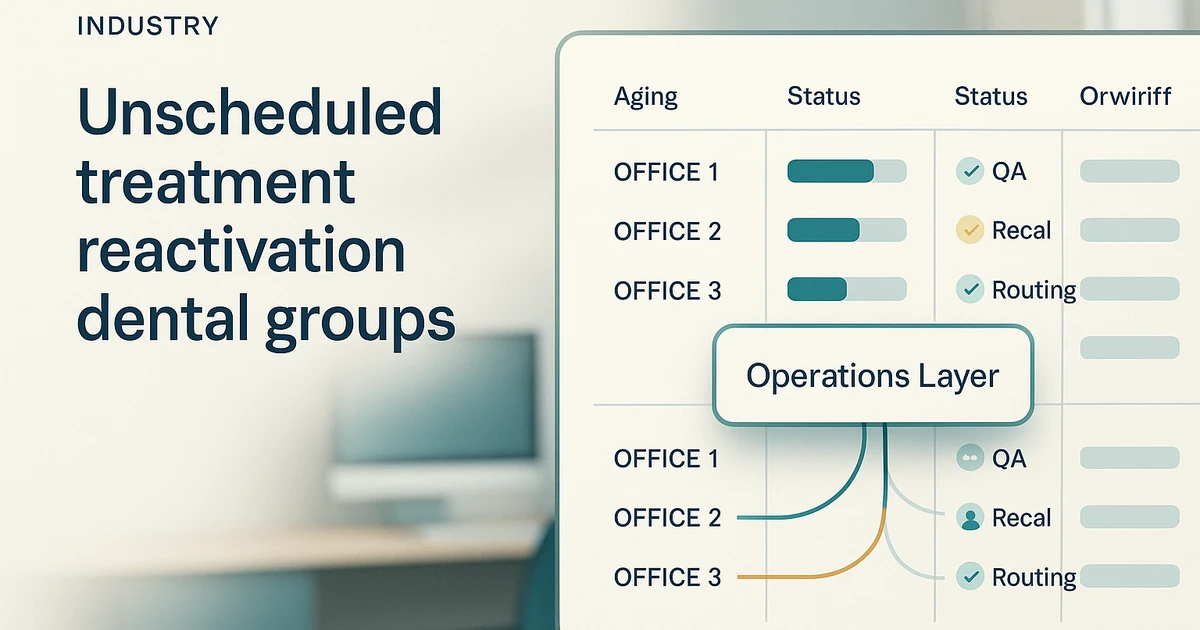 INDUSTRY
Unscheduled
treatment
reactivation
dental groups
Aging Status Status Orwiriff
OFFICE 1 QA
OFFICE 2 Recal
OFFICE 3 Routing
Operations Layer
OFFICE 1 QA
OFFICE 2 Recal
OFFICE 3 Routing